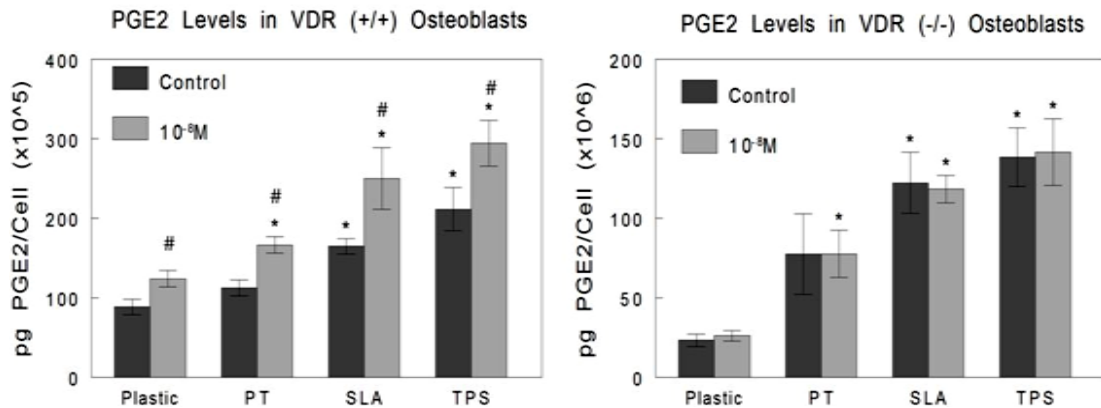 PGE2 Levels in VDR (+/+) Osteoblasts
pg PGE2/Cell (x10^5)
400
300
200
100
0
Control
10⁻⁸M
#
# *
* # *
* # *
Plastic PT SLA TPS
PGE2 Levels in VDR (-/-) Osteoblasts
pg PGE2/Cell (x10^6)
200
150
100
50
0
Control
10⁻⁸M
*
* *
* *
Plastic PT SLA TPS